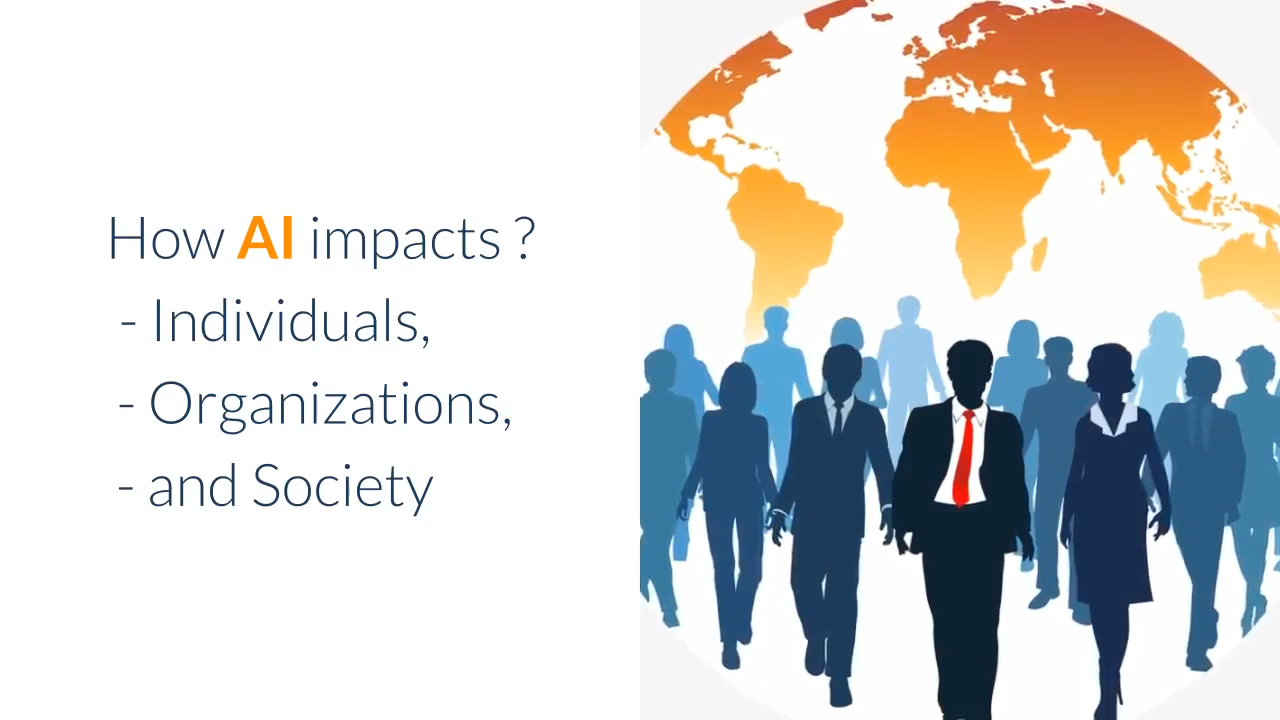 How AI impacts ?
- Individuals,
- Organizations,
- and Society